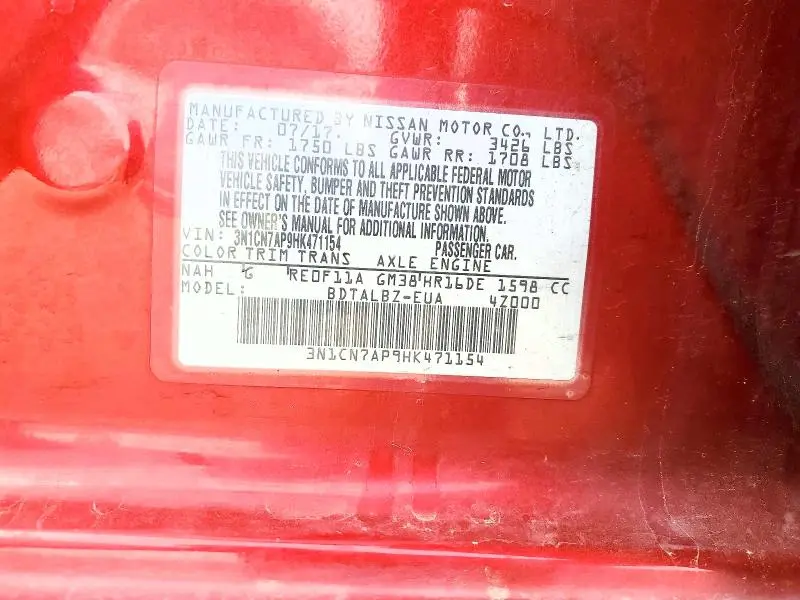 MANUFACTURED BY NISSAN MOTOR CO., LTD.
DATE: 07/17. GVWR: 3426 LBS
GAWR FR: 1750 LBS GAWR RR: 1708 LBS
THIS VEHICLE CONFORMS TO ALL APPLICABLE FEDERAL MOTOR
VEHICLE SAFETY, BUMPER AND THEFT PREVENTION STANDARDS
IN EFFECT ON THE DATE OF MANUFACTURE SHOWN ABOVE.
SEE OWNER'S MANUAL FOR ADDITIONAL INFORMATION.
VIN: 3N1CN7AP9HK471154 PASSENGER CAR.
COLOR TRIM TRANS AXLE ENGINE
NAH G RE0F11A GM38 HR16DE 1598 CC
MODEL: BDTALBZ-EUA 4Z000
3N1CN7AP9HK471154